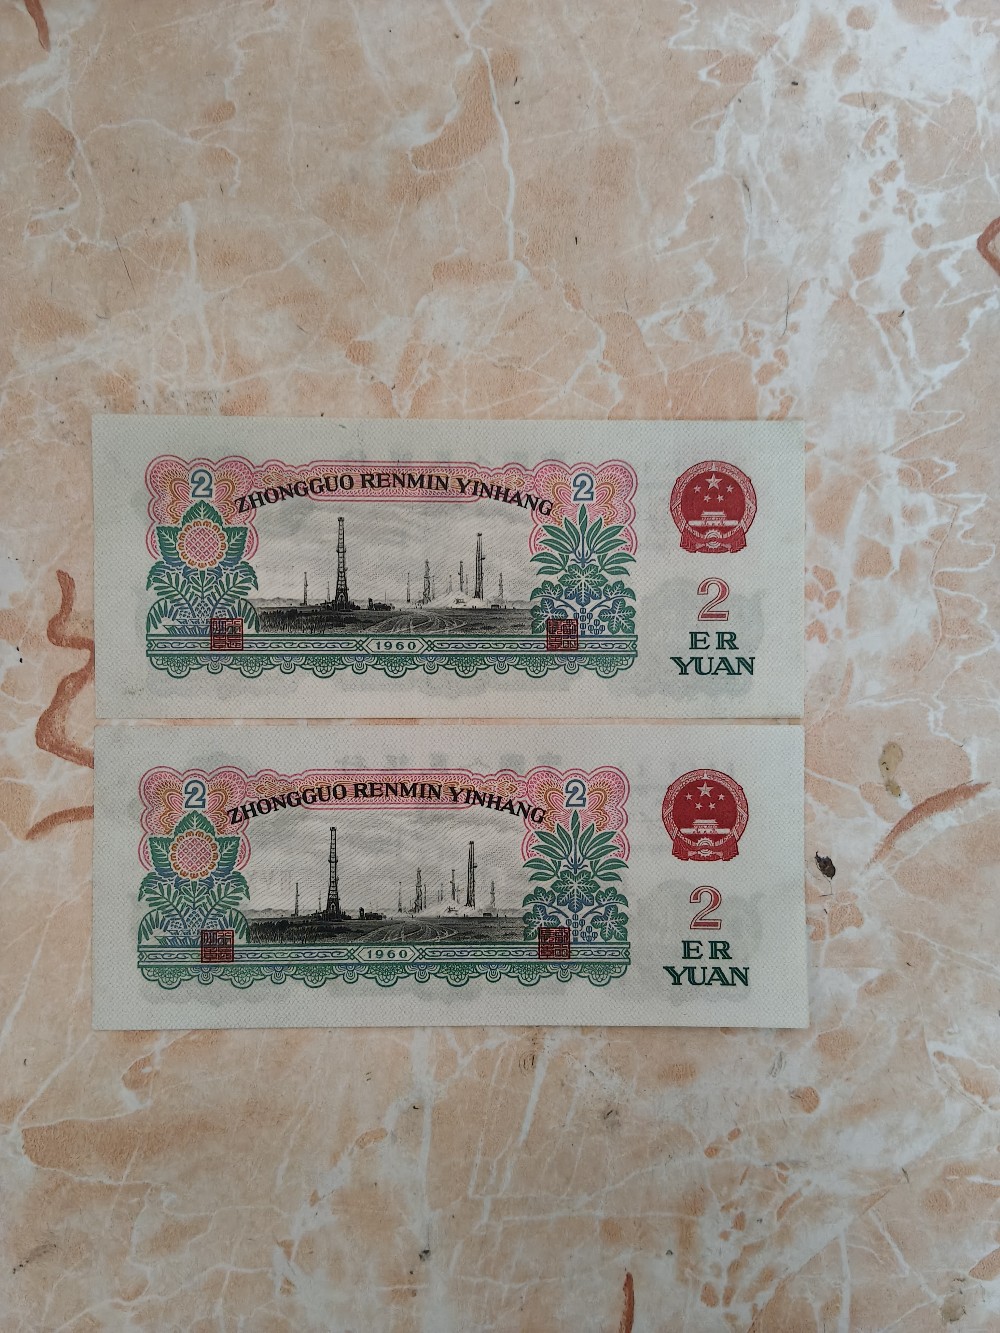 2 ZHONGGUO RENMIN YINHANG 2
2
ER
YUAN
1960
2 ZHONGGUO RENMIN YINHANG 2
2
ER
YUAN
1960